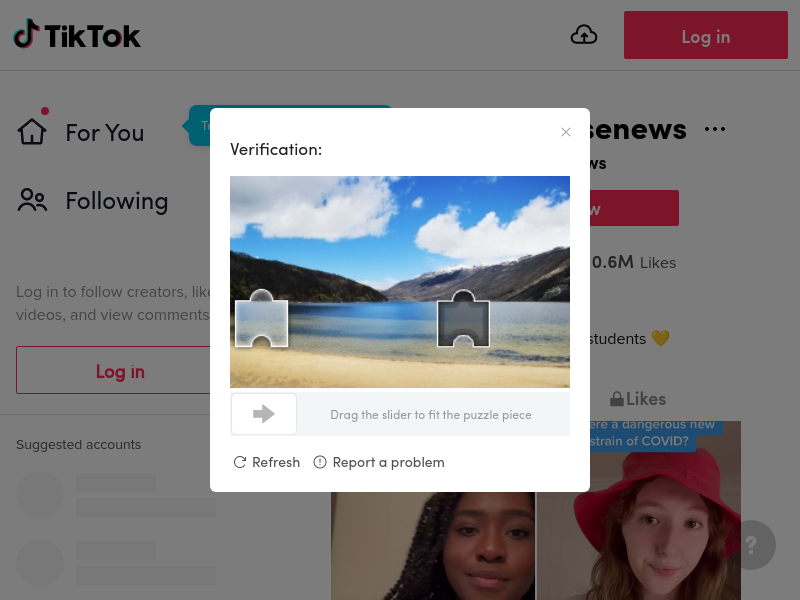 TikTok
Log in
For You
Following
Log in to follow creators, like
videos, and view comments
Log in
Suggested accounts
senews
ws
w
0.6M Likes
students 💛
Likes
ere a dangerous new
strain of COVID?
Verification:
Drag the slider to fit the puzzle piece
Refresh
Report a problem
?